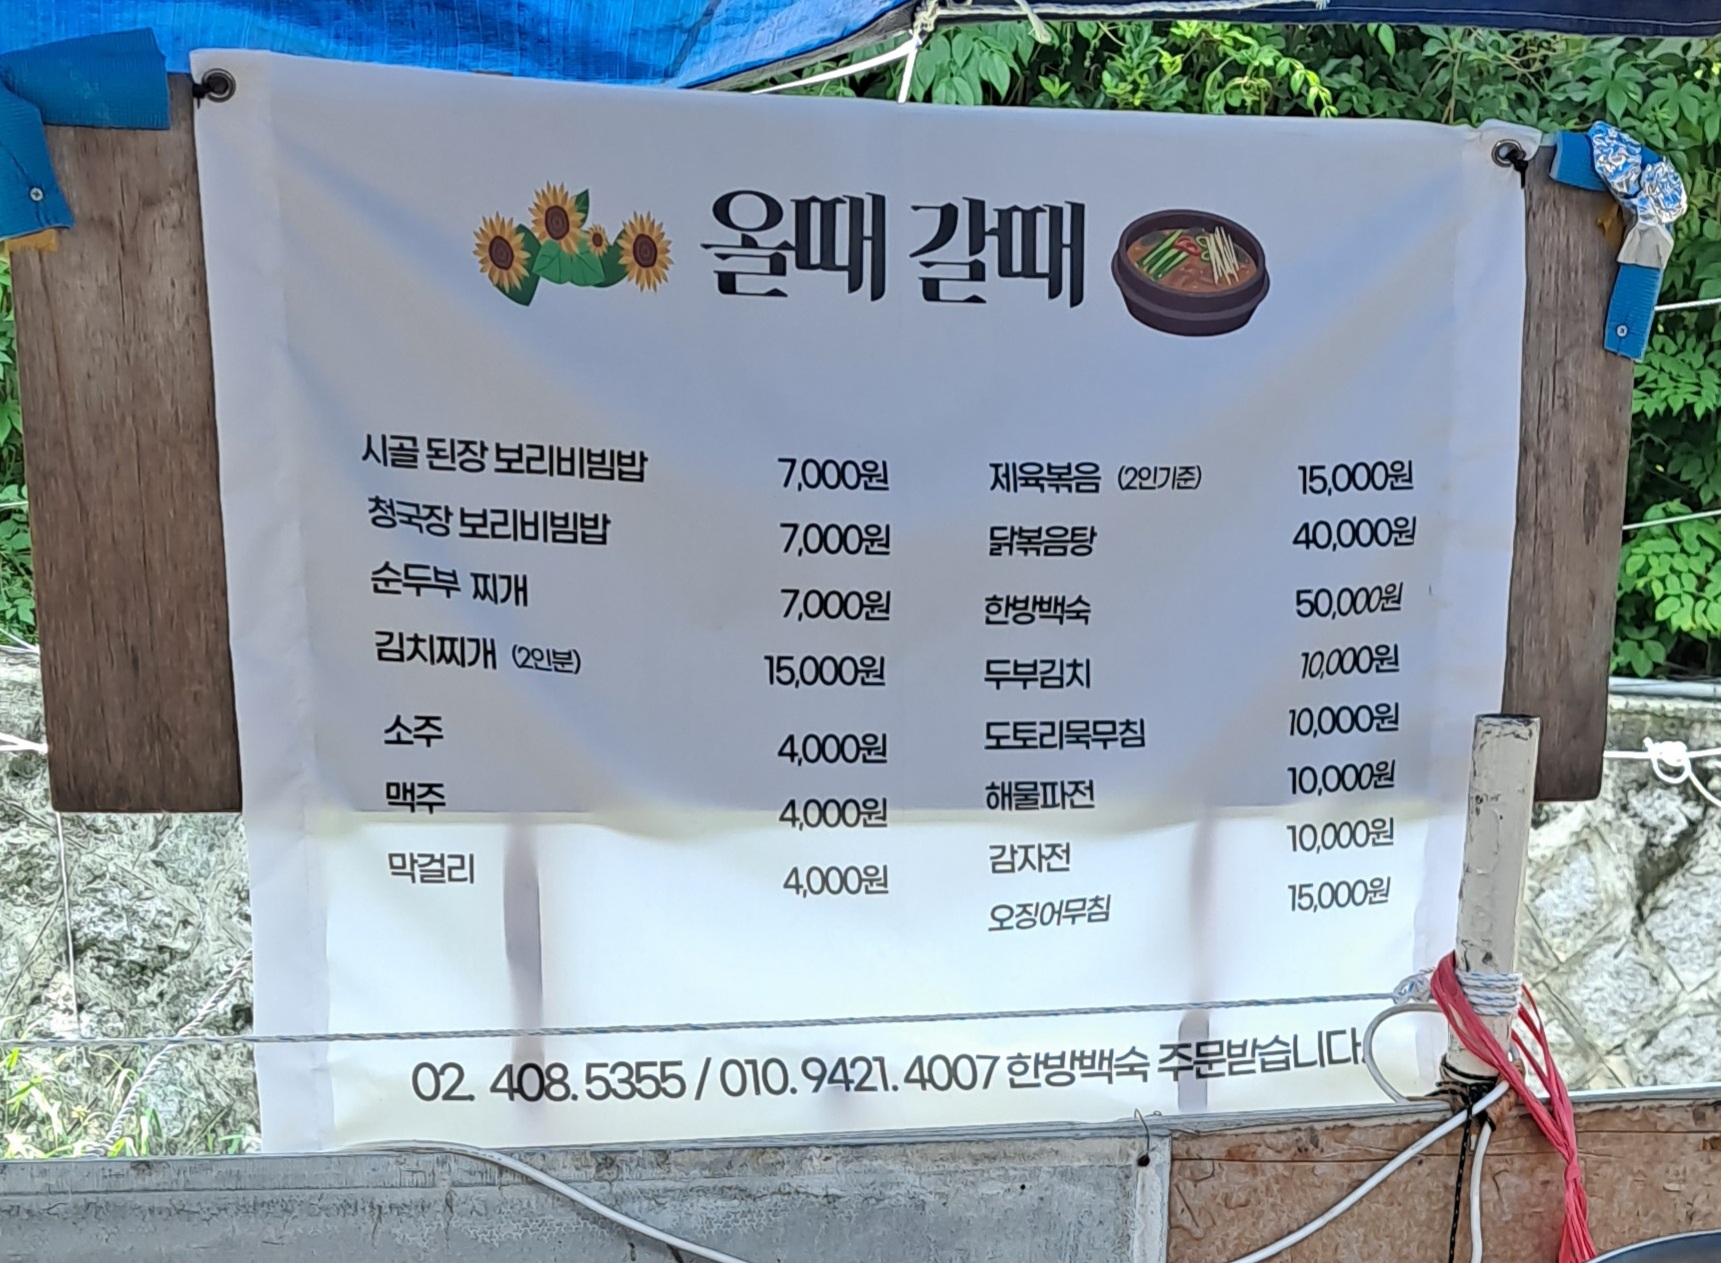 올때 갈때
시골 된장 보리비빔밥 7,000원
청국장 보리비빔밥 7,000원
순두부 찌개 7,000원
김치찌개 (2인분) 15,000원
소주 4,000원
맥주 4,000원
막걸리 4,000원
제육볶음 (2인기준) 15,000원
닭볶음탕 40,000원
한방백숙 50,000원
두부김치 10,000원
도토리묵무침 10,000원
해물파전 10,000원
감자전 10,000원
오징어무침 15,000원
02. 408. 5355 / 010. 9421. 4007 한방백숙 주문받습니다.